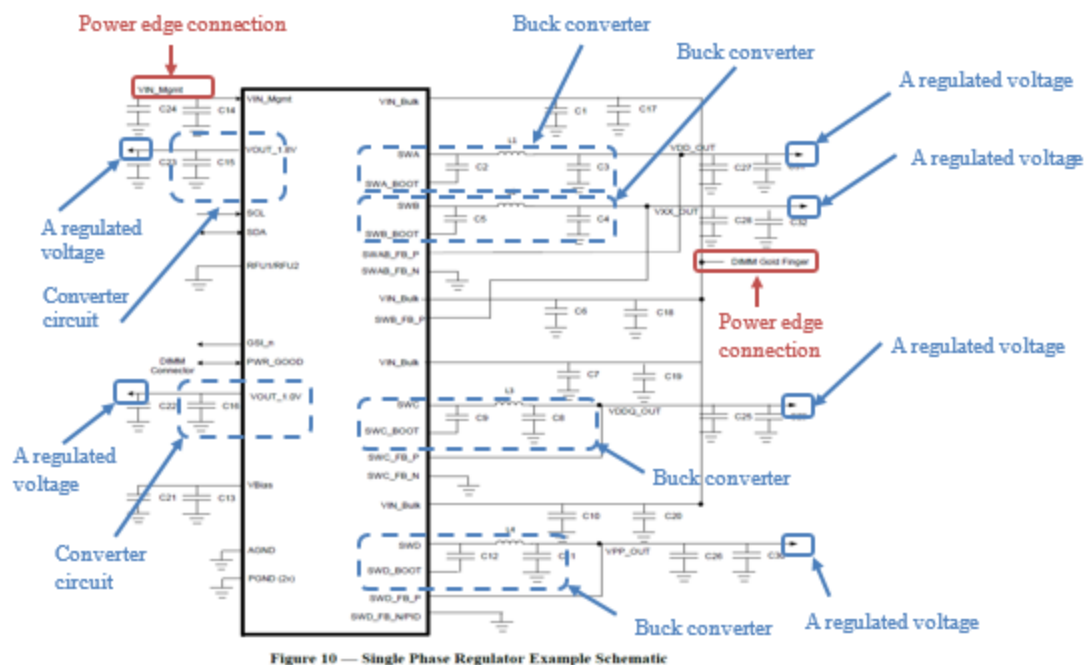 Power edge connection
Buck converter
Buck converter
A regulated voltage
A regulated voltage
VIN_Mgmt
C24
C14
VIN_Mgmt
VIN_Bulk
C1
C17
VOUT_1.8V
C23
C15
SWA
L1
VDD_OUT
C2
C3
C27
SWA_BOOT
SWB
VXX_OUT
C5
C4
C28
C32
SWB_BOOT
SCL
SDA
SWAB_FB_P
A regulated
voltage
DIMM Gold Finger
RFU1/RFU2
SWAB_FB_N
Converter
circuit
VIN_Bulk
C6
C18
SWB_FB_P
Power edge
connection
GSI_n
DIMM
Connector
PWR_GOOD
VIN_Bulk
C7
C19
A regulated voltage
VOUT_1.0V
C22
C16
SWC
L3
VDDQ_OUT
C9
C8
C25
SWC_BOOT
A regulated
voltage
SWC_FB_P
SWC_FB_N
Buck converter
VBias
C21
C13
VIN_Bulk
C10
C20
Converter
circuit
AGND
SWD
L4
VPP_OUT
C12
C26
SWD_BOOT
PGND (2x)
SWD_FB_P
SWD_FB_N/PID
Buck converter
A regulated voltage
Figure 10 — Single Phase Regulator Example Schematic